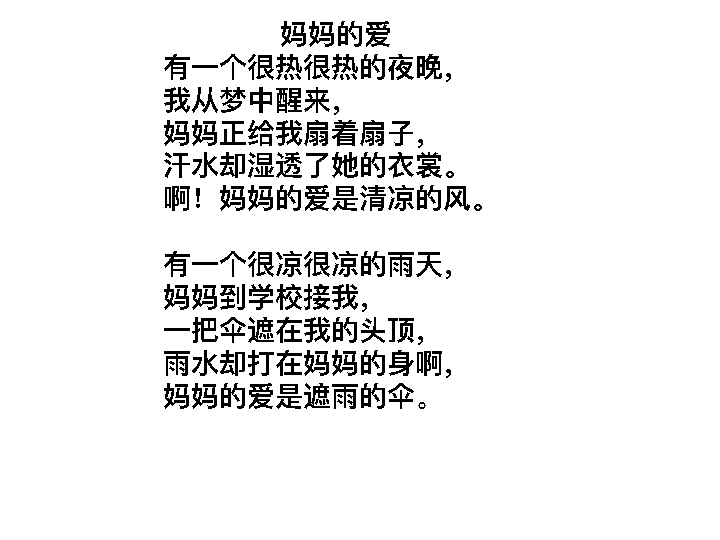 妈妈的爱
有一个很热很热的夜晚，
我从梦中醒来，
妈妈正给我扇着扇子，
汗水却湿透了她的衣裳。
啊！妈妈的爱是清凉的风。
有一个很凉很凉的雨天，
妈妈到学校接我，
一把伞遮在我的头顶，
雨水却打在妈妈的身啊，
妈妈的爱是遮雨的伞。